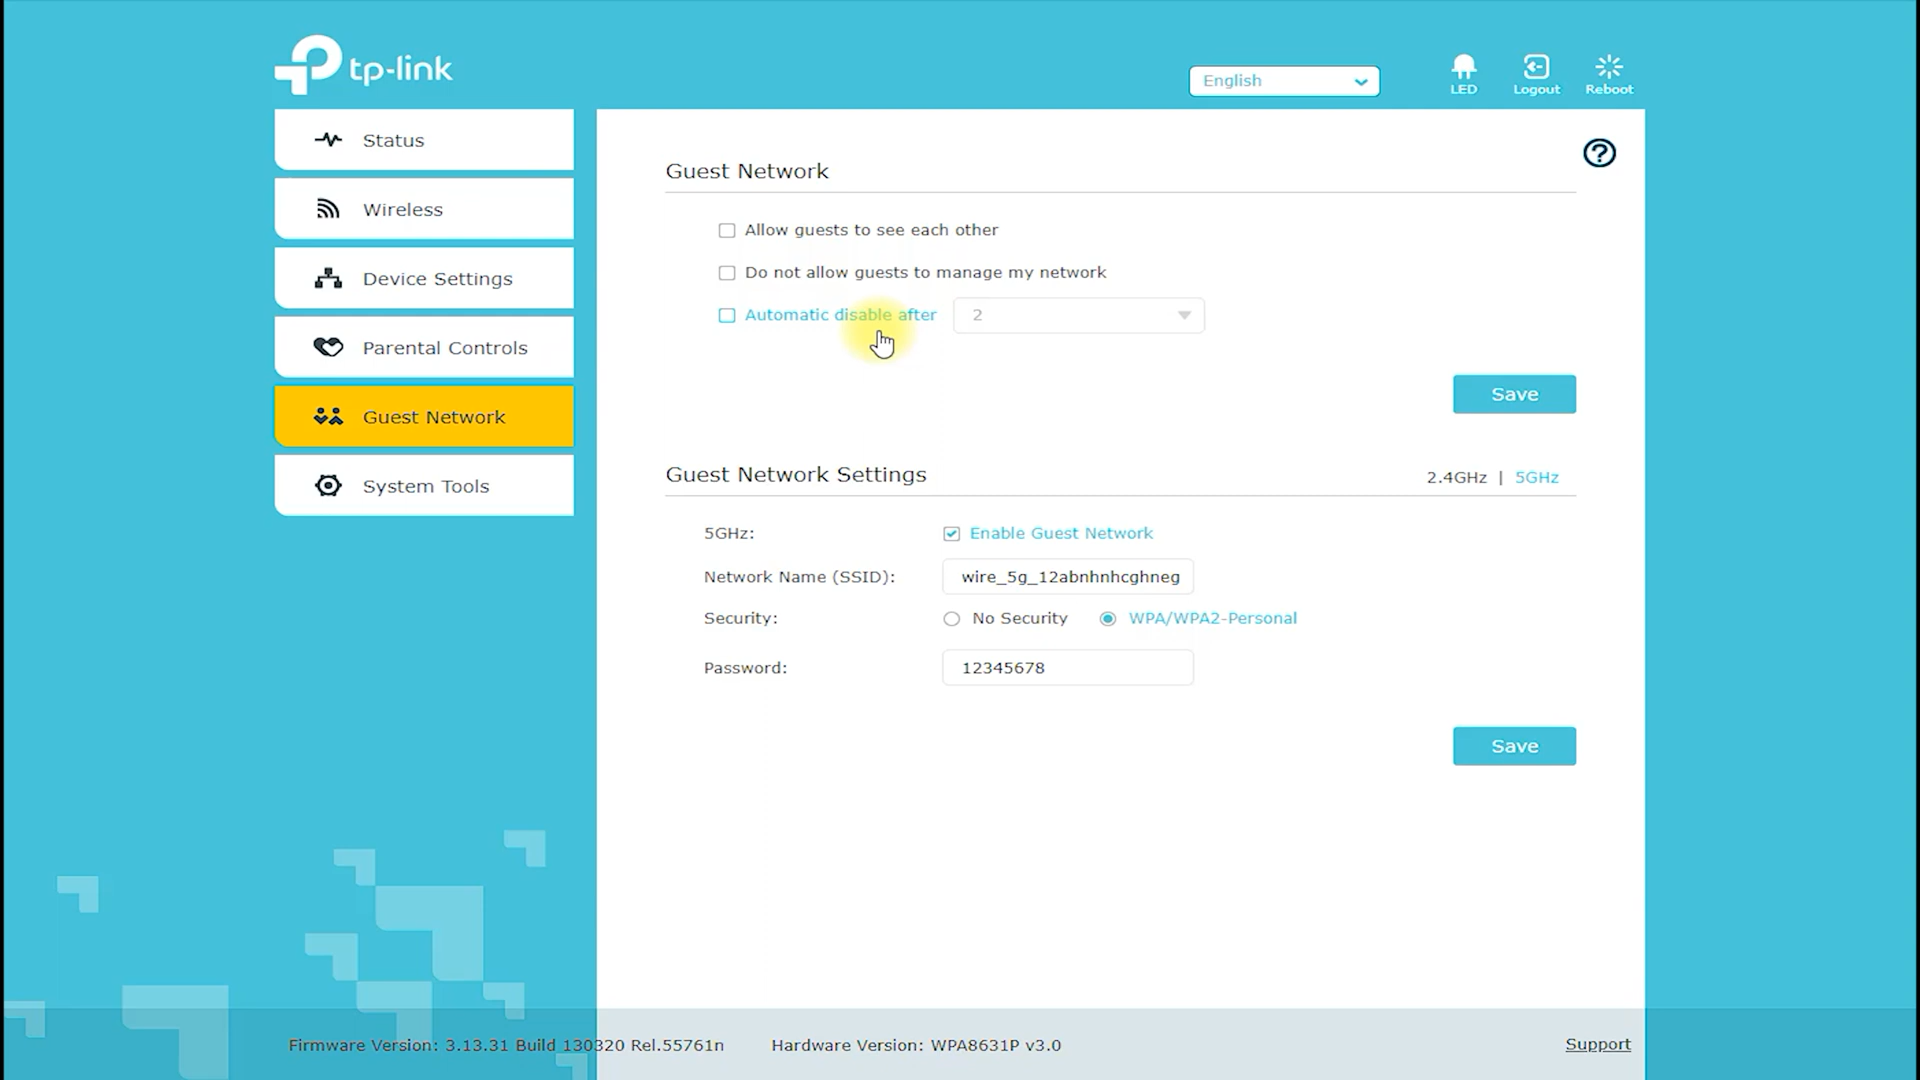 tp-link
English
LED
Logout
Reboot
Status
Wireless
Device Settings
Parental Controls
Guest Network
System Tools
Guest Network
Allow guests to see each other
Do not allow guests to manage my network
Automatic disable after 2
Save
Guest Network Settings
2.4GHz | 5GHz
5GHz: Enable Guest Network
Network Name (SSID): wire_5g_12abnhnhcghneg
Security: No Security WPA/WPA2-Personal
Password: 12345678
Save
Firmware Version: 3.13.31 Build 130320 Rel.55761n Hardware Version: WPA8631P v3.0
Support